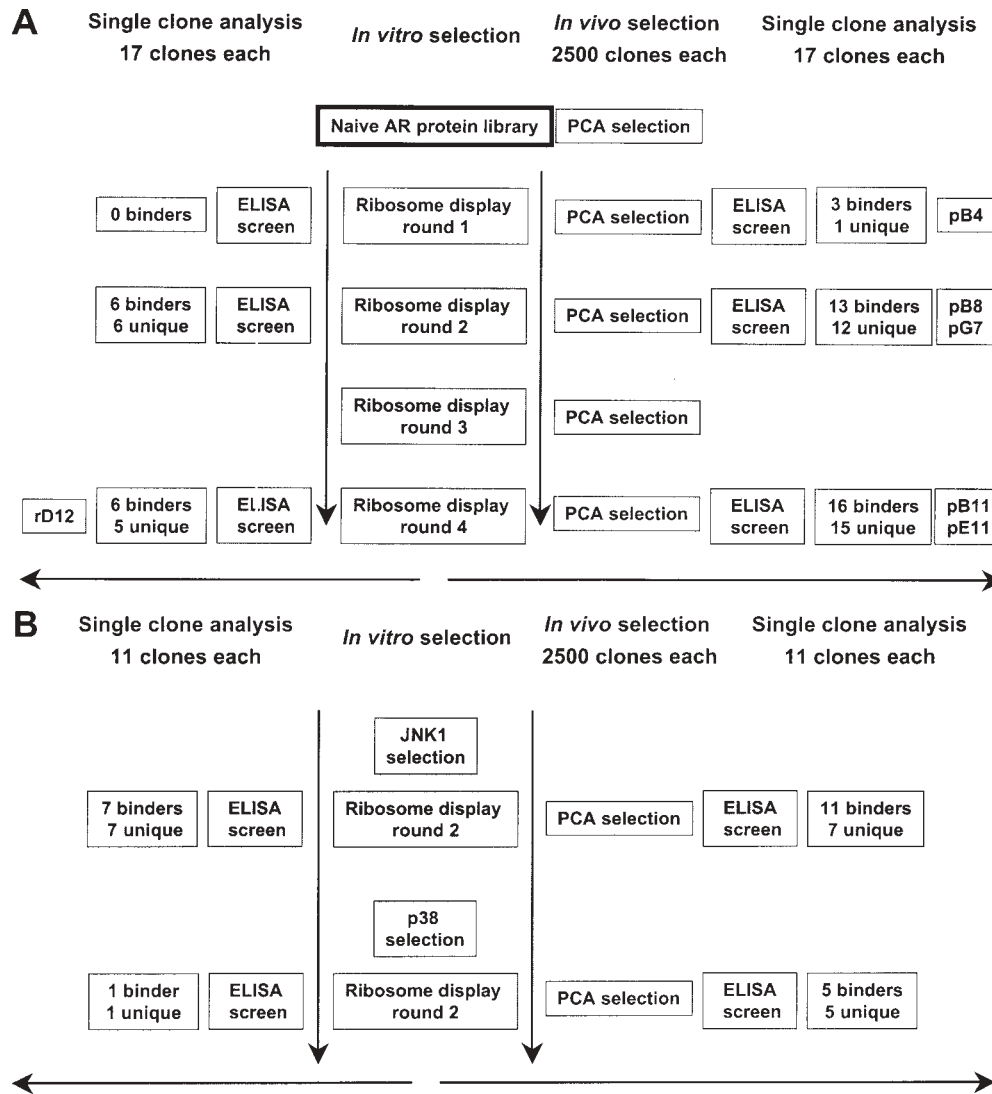 A
Single clone analysis
17 clones each
In vitro selection
In vivo selection
2500 clones each
Single clone analysis
17 clones each
Naive AR protein library
PCA selection
0 binders
ELISA
screen
Ribosome display
round 1
PCA selection
ELISA
screen
3 binders
1 unique
pB4
6 binders
6 unique
ELISA
screen
Ribosome display
round 2
PCA selection
ELISA
screen
13 binders
12 unique
pB8
pG7
Ribosome display
round 3
PCA selection
rD12
6 binders
5 unique
ELISA
screen
Ribosome display
round 4
PCA selection
ELISA
screen
16 binders
15 unique
pB11
pE11
B
Single clone analysis
11 clones each
In vitro selection
In vivo selection
2500 clones each
Single clone analysis
11 clones each
JNK1
selection
7 binders
7 unique
ELISA
screen
Ribosome display
round 2
PCA selection
ELISA
screen
11 binders
7 unique
p38
selection
1 binder
1 unique
ELISA
screen
Ribosome display
round 2
PCA selection
ELISA
screen
5 binders
5 unique